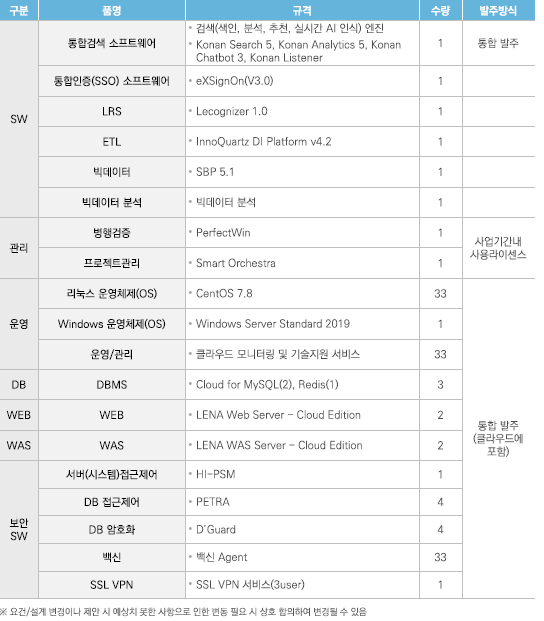 구분 품명 규격 수량 발주방식
SW
통합검색 소프트웨어
• 검색(색인, 분석, 추천, 실시간 AI 인식) 엔진
• Konan Search 5, Konan Analytics 5, Konan
Chatbot 3, Konan Listener
1 통합 발주
통합인증(SSO) 소프트웨어 • eXSignOn(V3.0) 1
LRS • Lecognizer 1.0 1
ETL • InnoQuartz DI Platform v4.2 1
빅데이터 • SBP 5.1 1
빅데이터 분석 • 빅데이터 분석 1
관리
병행검증 • PerfectWin 1
사업기간내
사용라이센스
프로젝트관리 • Smart Orchestra 1
운영
리눅스 운영체제(OS) • CentOS 7.8 33
Windows 운영체제(OS) • Windows Server Standard 2019 1
운영/관리 • 클라우드 모니터링 및 기술지원 서비스 33
DB DBMS • Cloud for MySQL(2), Redis(1) 3
WEB WEB • LENA Web Server - Cloud Edition 2
통합 발주
(클라우드에
포함)
WAS WAS • LENA WAS Server - Cloud Edition 2
보안
SW
서버(시스템)접근제어 • HI-PSM 1
DB 접근제어 • PETRA 4
DB 암호화 • D'Guard 4
백신 • 백신 Agent 33
SSL VPN • SSL VPN 서비스(3user) 1
※ 요건/설계 변경이나 제안 시 예상치 못한 사항으로 인한 변동 필요 시 상호 합의하여 변경될 수 있음